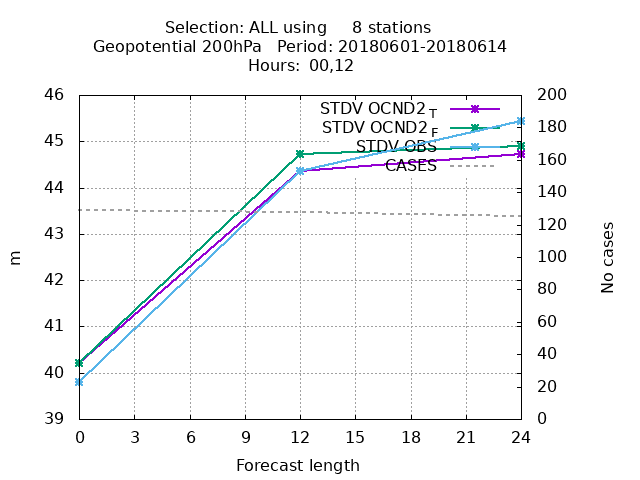 Selection: ALL using     8 stations
Geopotential 200hPa   Period: 20180601-20180614
Hours:  00,12
46
45
44
43
42
41
40
39
200
180
160
140
120
100
80
60
40
20
0
STDV OCND2 T
STDV OCND2 F
STDV OBS
CASES
m
No cases
0 3 6 9 12 15 18 21 24
Forecast length